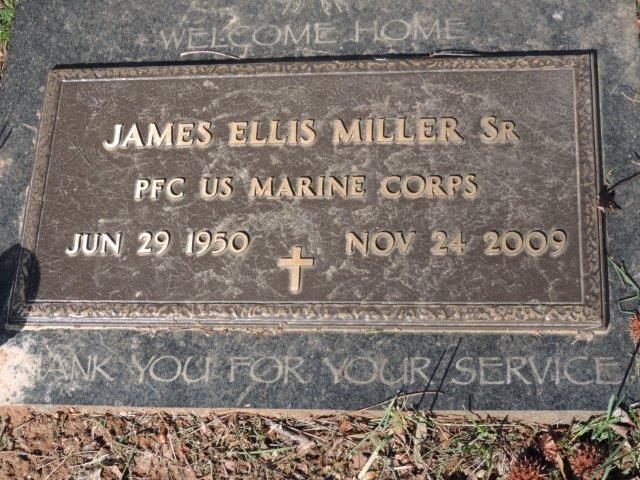 WELCOME HOME
JAMES ELLIS MILLER SR
PFC US MARINE CORPS
JUN 29 1950 NOV 24 2009
THANK YOU FOR YOUR SERVICE